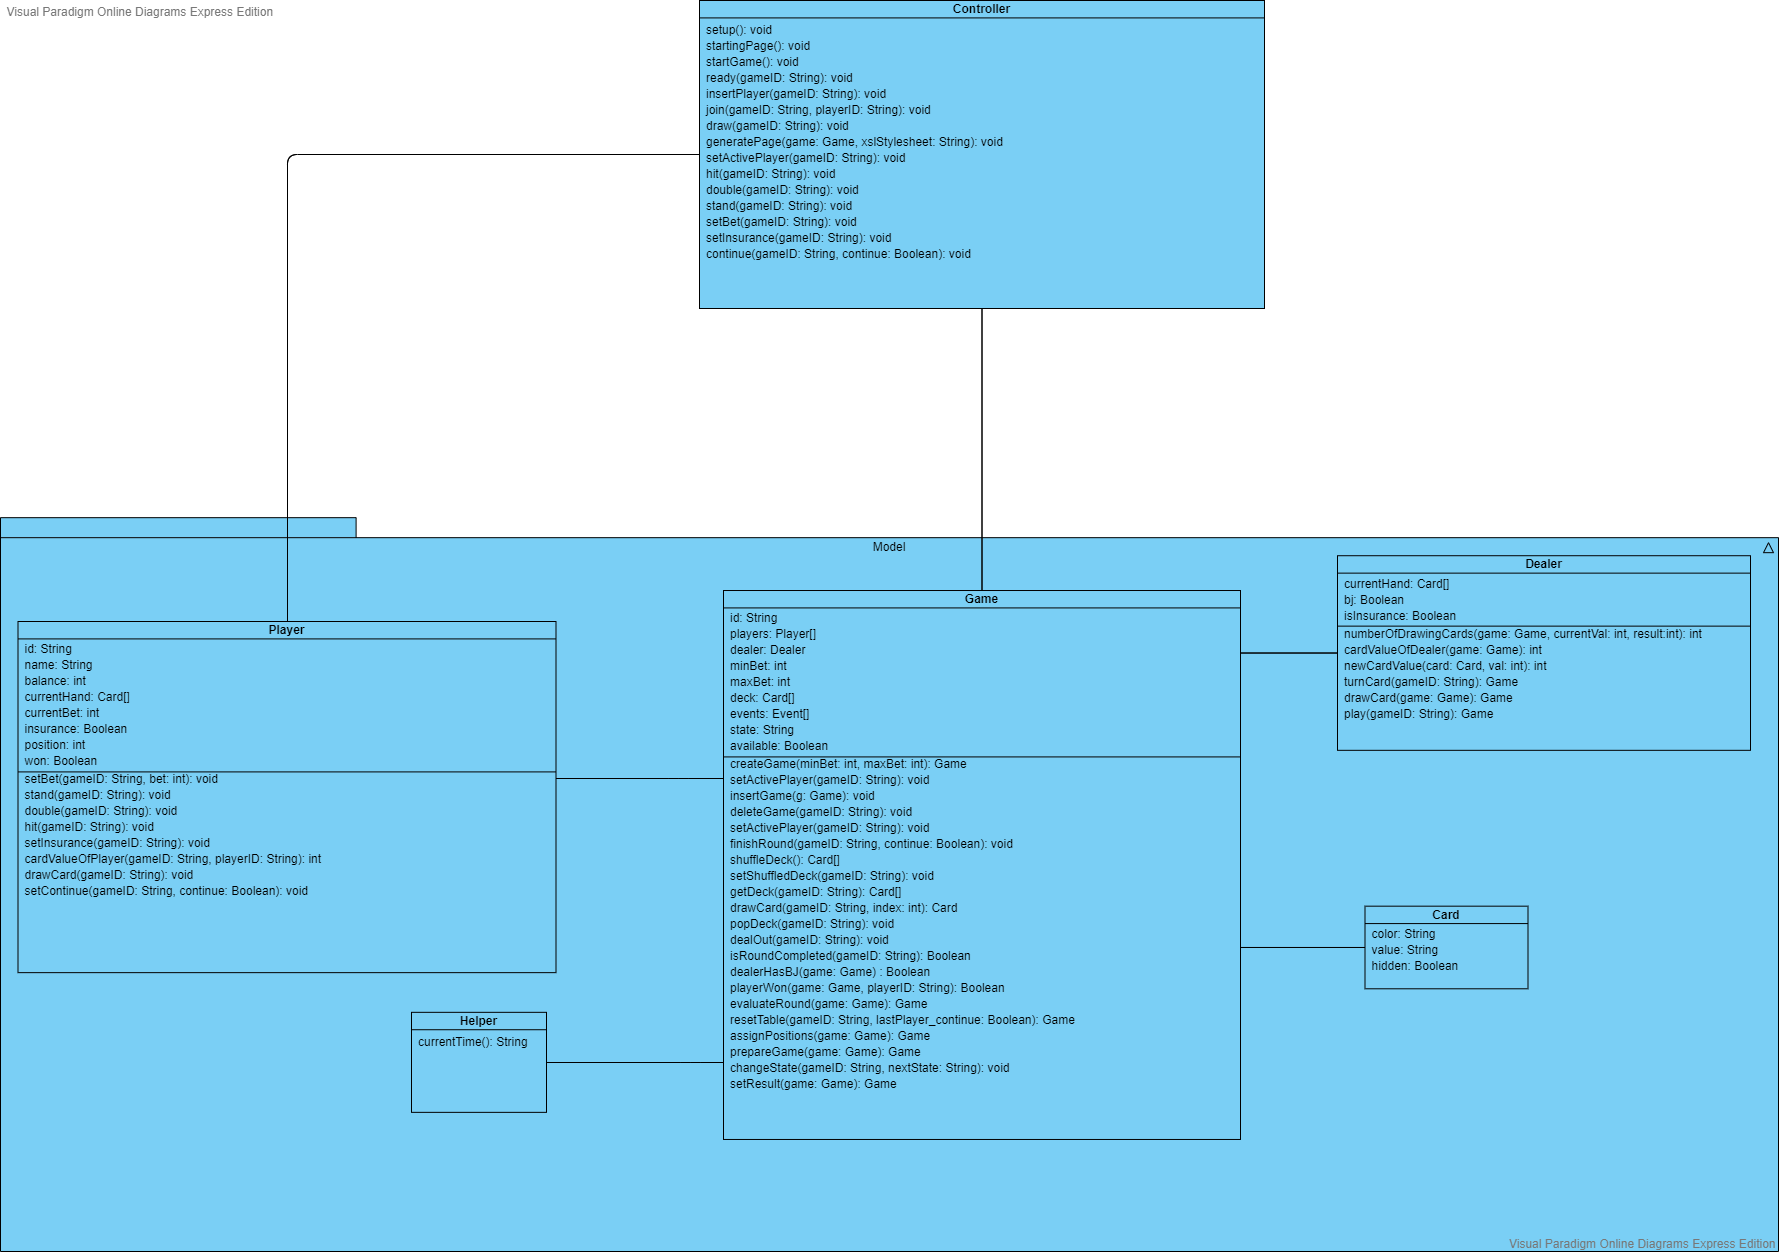 Visual Paradigm Online Diagrams Express Edition
Controller
setup(): void
startingPage(): void
startGame(): void
ready(gameID: String): void
insertPlayer(gameID: String): void
join(gameID: String, playerID: String): void
draw(gameID: String): void
generatePage(game: Game, xslStylesheet: String): void
setActivePlayer(gameID: String): void
hit(gameID: String): void
double(gameID: String): void
stand(gameID: String): void
setBet(gameID: String): void
setInsurance(gameID: String): void
continue(gameID: String, continue: Boolean): void
Model
Player
id: String
name: String
balance: int
currentHand: Card[]
currentBet: int
insurance: Boolean
position: int
won: Boolean
setBet(gameID: String, bet: int): void
stand(gameID: String): void
double(gameID: String): void
hit(gameID: String): void
setInsurance(gameID: String): void
cardValueOfPlayer(gameID: String, playerID: String): int
drawCard(gameID: String): void
setContinue(gameID: String, continue: Boolean): void
Helper
currentTime(): String
Game
id: String
players: Player[]
dealer: Dealer
minBet: int
maxBet: int
deck: Card[]
events: Event[]
state: String
available: Boolean
createGame(minBet: int, maxBet: int): Game
setActivePlayer(gameID: String): void
insertGame(g: Game): void
deleteGame(gameID: String): void
setActivePlayer(gameID: String): void
finishRound(gameID: String, continue: Boolean): void
shuffleDeck(): Card[]
setShuffledDeck(gameID: String): void
getDeck(gameID: String): Card[]
drawCard(gameID: String, index: int): Card
popDeck(gameID: String): void
dealOut(gameID: String): void
isRoundCompleted(gameID: String): Boolean
dealerHasBJ(game: Game) : Boolean
playerWon(game: Game, playerID: String): Boolean
evaluateRound(game: Game): Game
resetTable(gameID: String, lastPlayer_continue: Boolean): Game
assignPositions(game: Game): Game
prepareGame(game: Game): Game
changeState(gameID: String, nextState: String): void
setResult(game: Game): Game
Dealer
currentHand: Card[]
bj: Boolean
isInsurance: Boolean
numberOfDrawingCards(game: Game, currentVal: int, result:int): int
cardValueOfDealer(game: Game): int
newCardValue(card: Card, val: int): int
turnCard(gameID: String): Game
drawCard(game: Game): Game
play(gameID: String): Game
Card
color: String
value: String
hidden: Boolean
Visual Paradigm Online Diagrams Express Edition